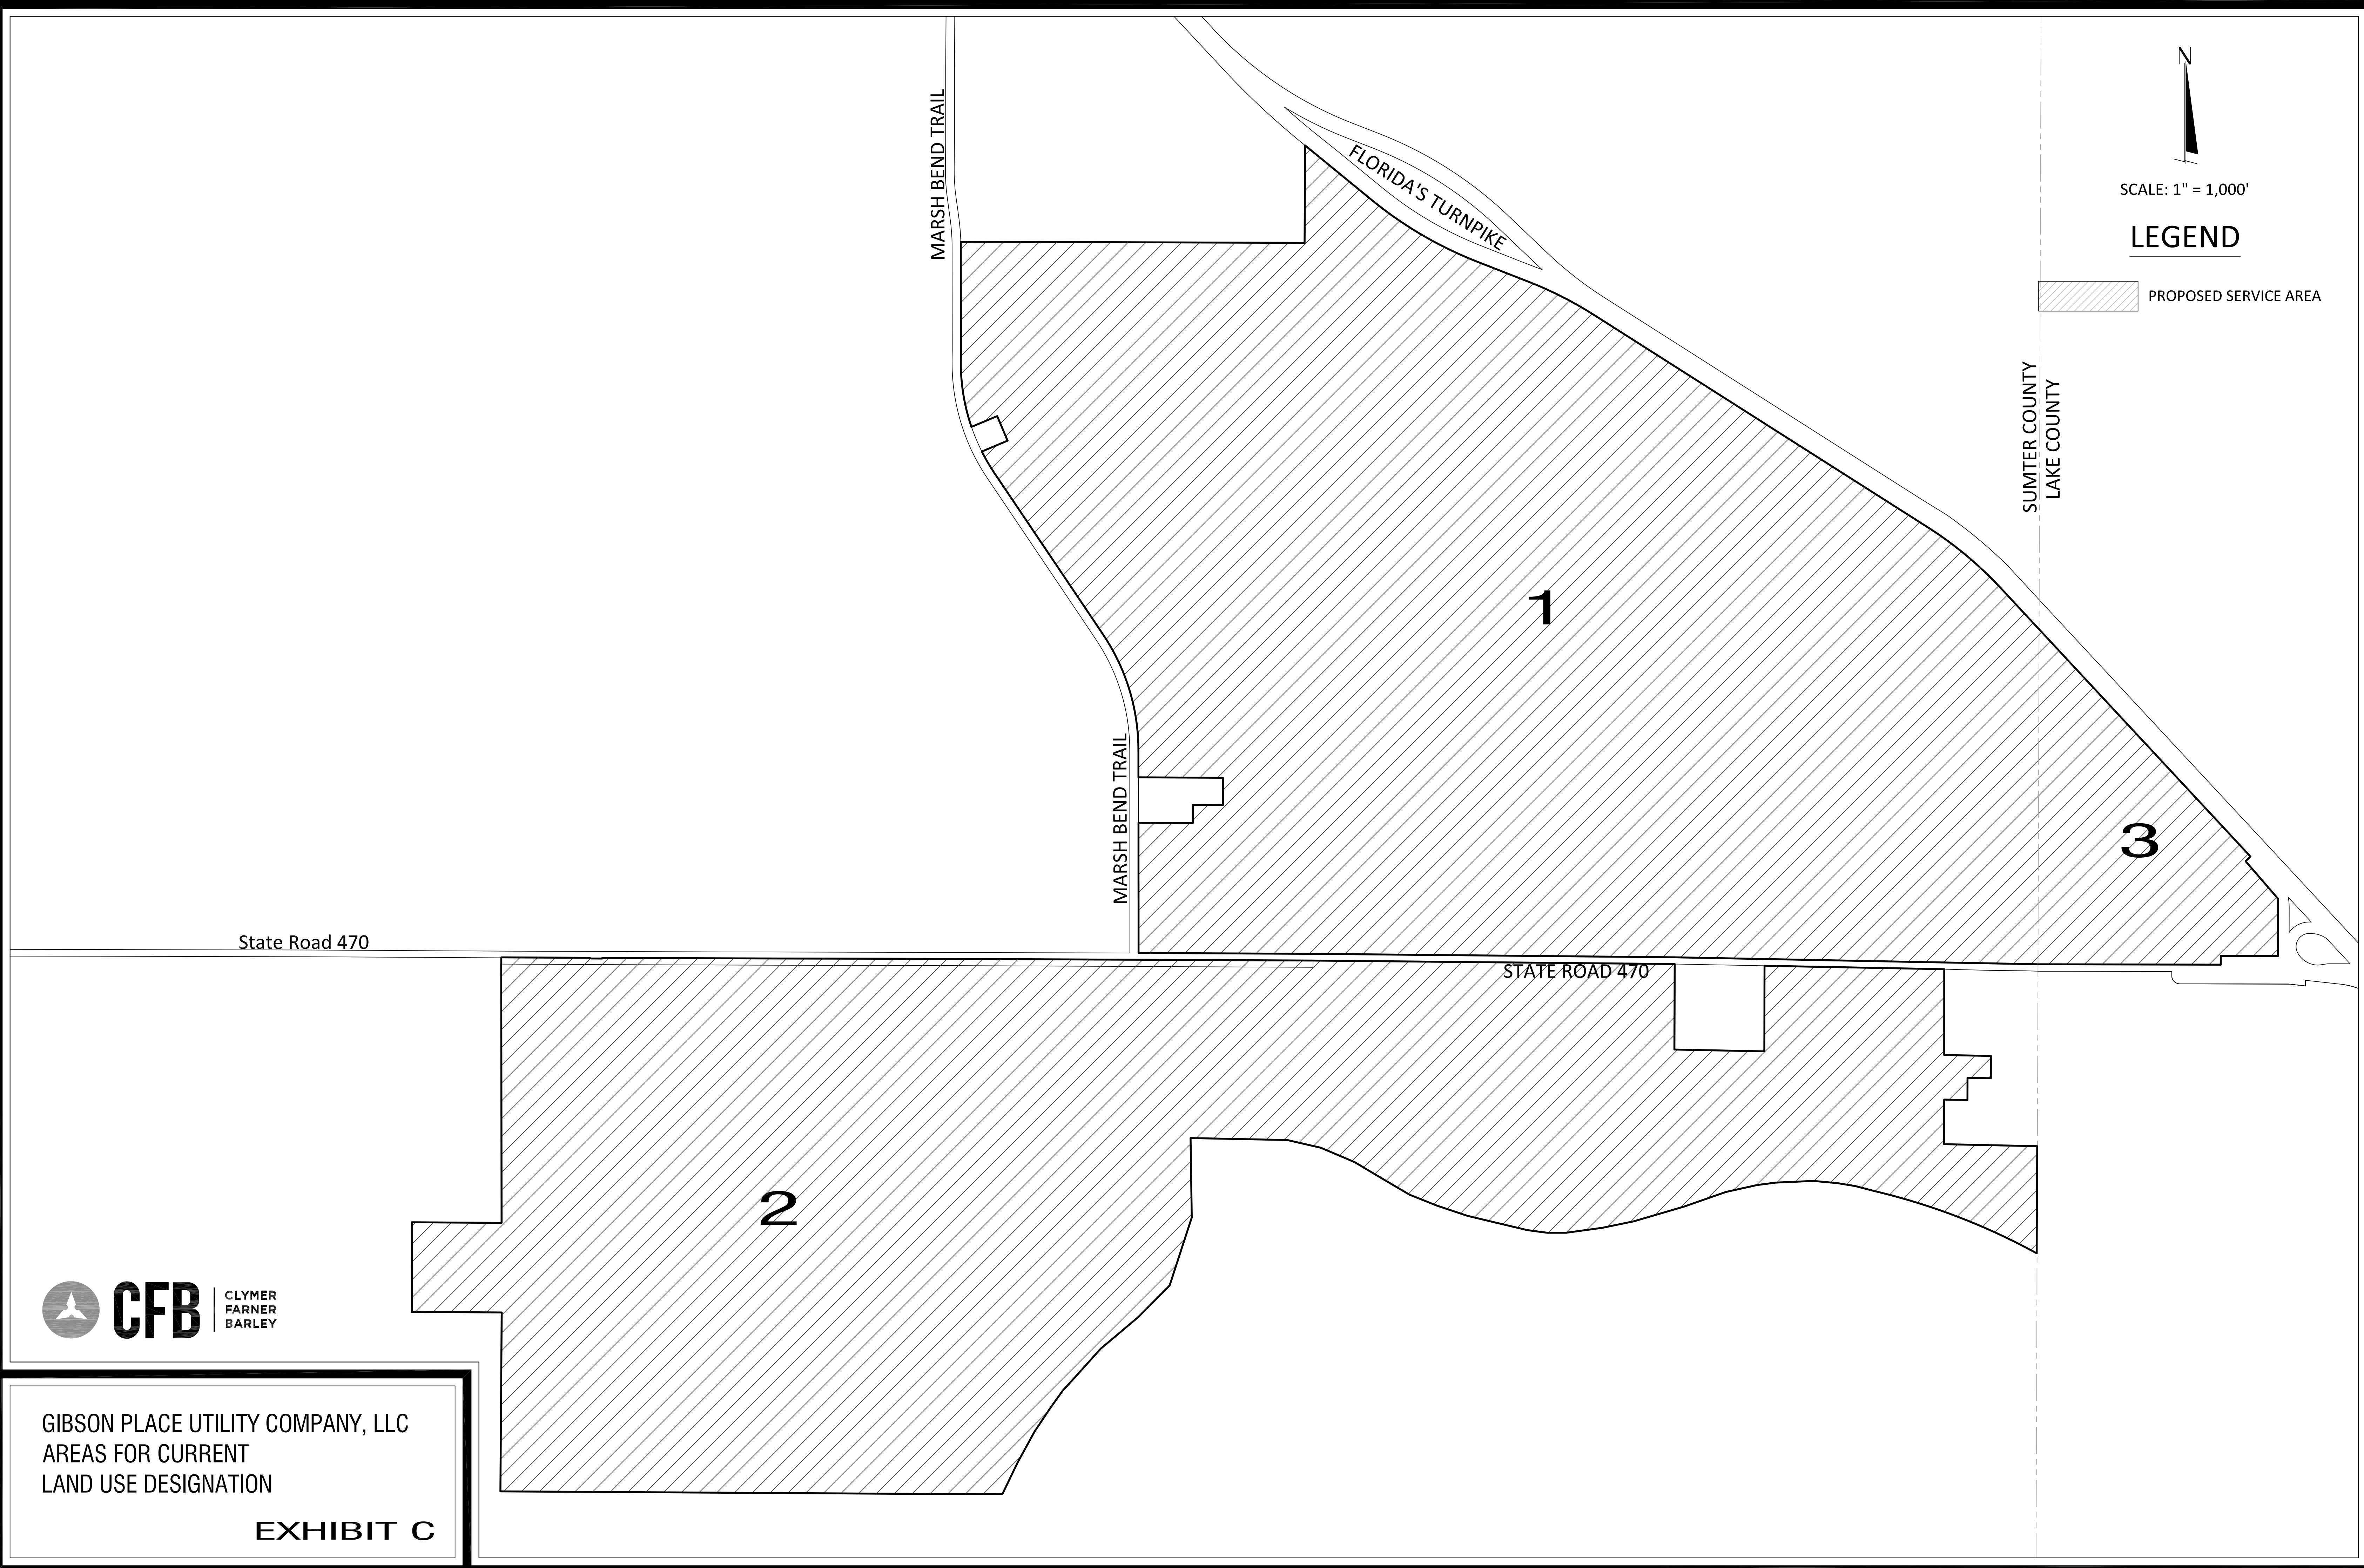 N
SCALE: 1" = 1,000'
LEGEND
PROPOSED SERVICE AREA
MARSH BEND TRAIL
FLORIDA'S TURNPIKE
SUMTER COUNTY
LAKE COUNTY
1
MARSH BEND TRAIL
3
State Road 470
STATE ROAD 470
2
CFB
CLYMER
FARNER
BARLEY
GIBSON PLACE UTILITY COMPANY, LLC
AREAS FOR CURRENT
LAND USE DESIGNATION
EXHIBIT C